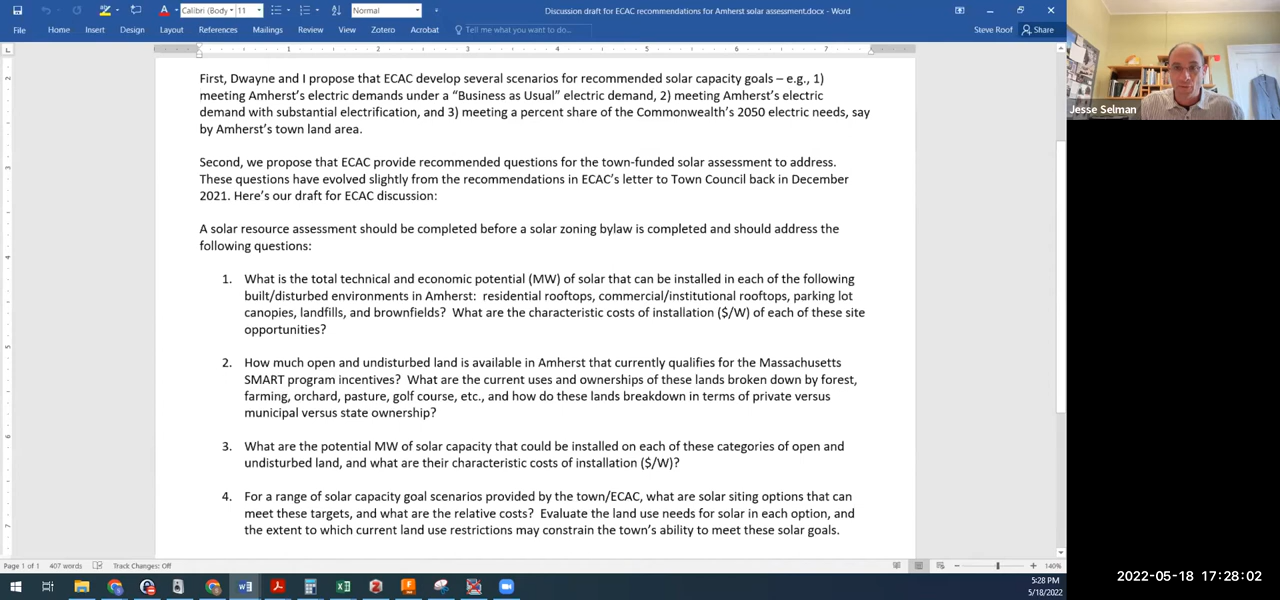 Calibri (Body 11
Normal
Discussion draft for ECAC recommendations for Amherst solar assessment.docx - Word
File Home Insert Design Layout References Mailings Review View Zotero Acrobat Tell me what you want to do... Steve Roof Share
1 2 3 4 5 6 7
First, Dwayne and I propose that ECAC develop several scenarios for recommended solar capacity goals – e.g., 1)
meeting Amherst's electric demands under a “Business as Usual” electric demand, 2) meeting Amherst's electric
demand with substantial electrification, and 3) meeting a percent share of the Commonwealth's 2050 electric needs, say
by Amherst's town land area.
Second, we propose that ECAC provide recommended questions for the town-funded solar assessment to address.
These questions have evolved slightly from the recommendations in ECAC's letter to Town Council back in December
2021. Here's our draft for ECAC discussion:
A solar resource assessment should be completed before a solar zoning bylaw is completed and should address the
following questions:
1. What is the total technical and economic potential (MW) of solar that can be installed in each of the following
built/disturbed environments in Amherst: residential rooftops, commercial/institutional rooftops, parking lot
canopies, landfills, and brownfields? What are the characteristic costs of installation ($/W) of each of these site
opportunities?
2. How much open and undisturbed land is available in Amherst that currently qualifies for the Massachusetts
SMART program incentives? What are the current uses and ownerships of these lands broken down by forest,
farming, orchard, pasture, golf course, etc., and how do these lands breakdown in terms of private versus
municipal versus state ownership?
3. What are the potential MW of solar capacity that could be installed on each of these categories of open and
undisturbed land, and what are their characteristic costs of installation ($/W)?
4. For a range of solar capacity goal scenarios provided by the town/ECAC, what are solar siting options that can
meet these targets, and what are the relative costs? Evaluate the land use needs for solar in each option, and
the extent to which current land use restrictions may constrain the town's ability to meet these solar goals.
Page 1 of 1 407 words Track Changes: Off 140%
5:28 PM
5/18/2022
Jesse Selman
2022-05-18 17:28:02